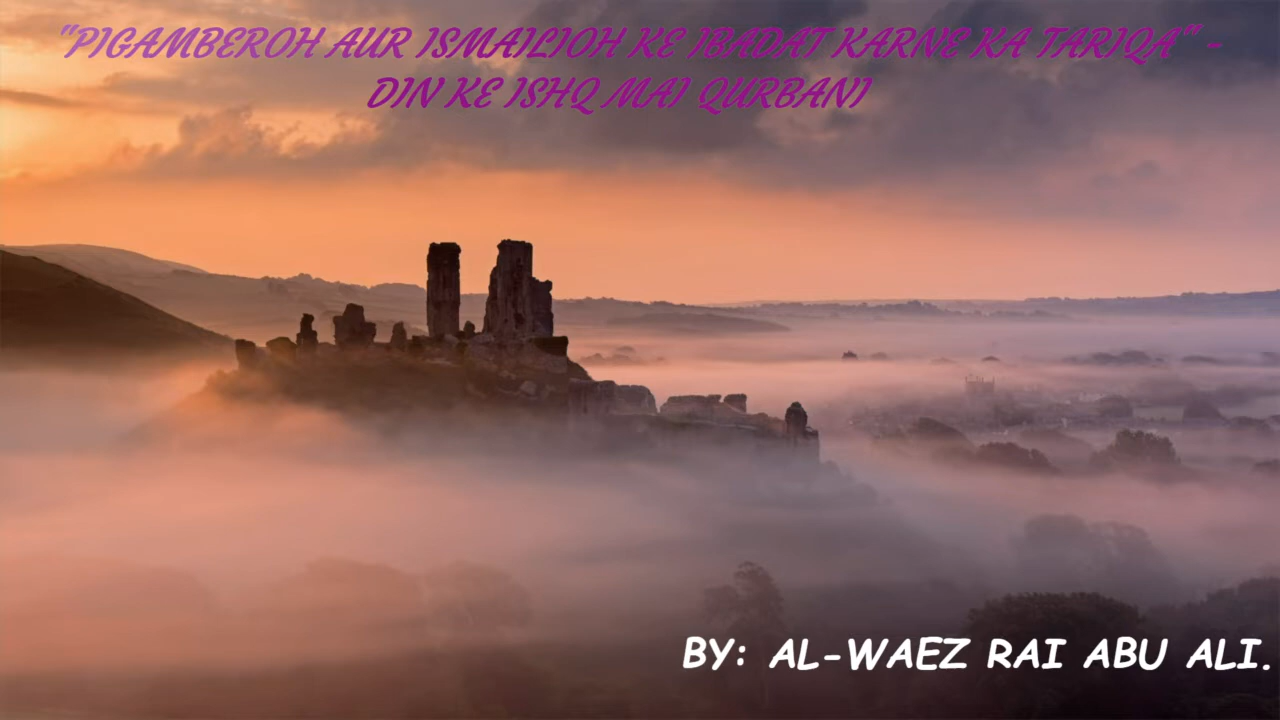 "PIGAMBEROH AUR ISMAILIOH KE IBADAT KARNE KA TARIQA" -
DIN KE ISHQ MAI QURBANI
BY: AL-WAEZ RAI ABU ALI.